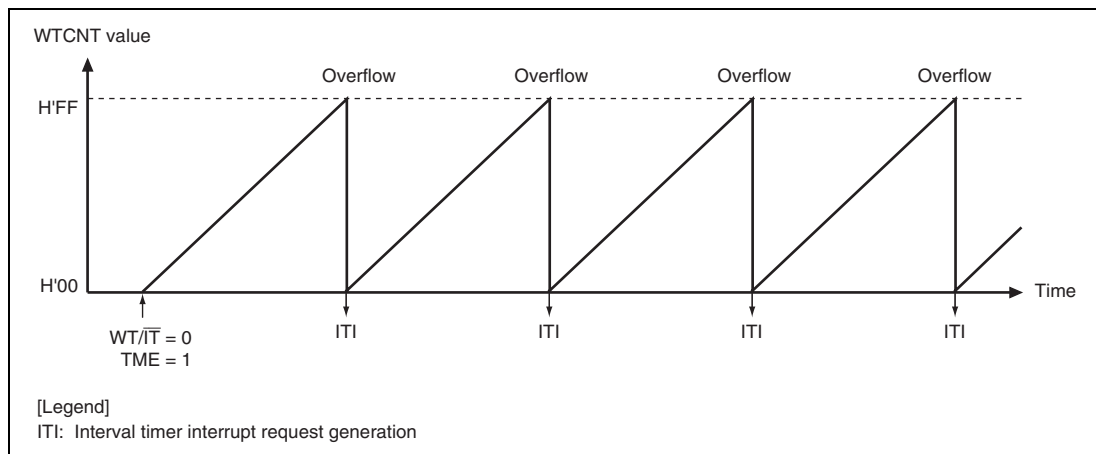 WTCNT value
Overflow Overflow Overflow Overflow
H'FF
H'00
Time
WT/I̅T̅ = 0
TME = 1
ITI ITI ITI ITI
[Legend]
ITI: Interval timer interrupt request generation